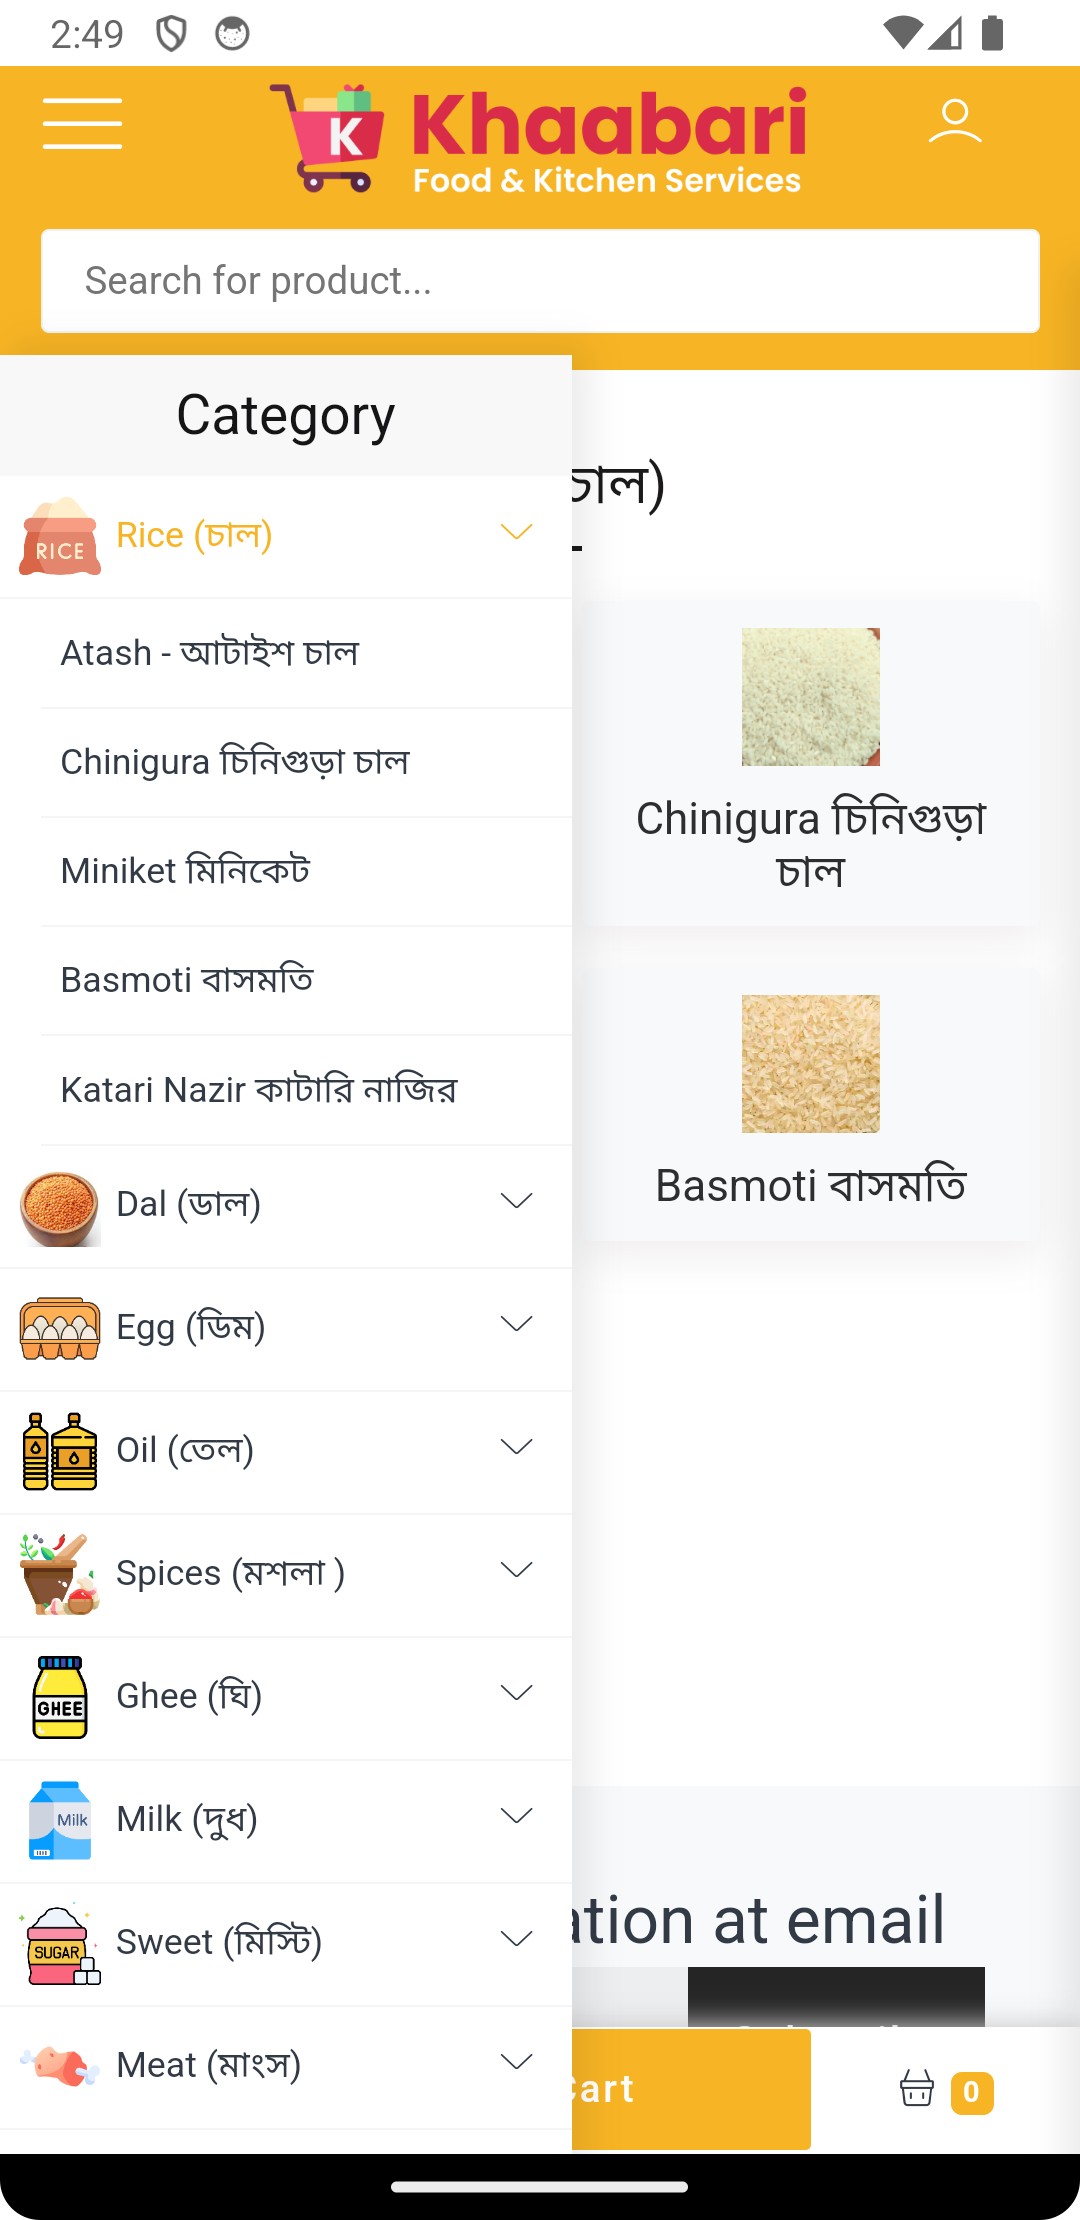 2:49
K
Khaabari
Food & Kitchen Services
Search for product...
Category
চাল)
RICE
Rice (চাল)
Atash - আটাইশ চাল
Chinigura চিনিগুড়া চাল
Miniket মিনিকেট
Basmoti বাসমতি
Katari Nazir কাটারি নাজির
Chinigura চিনিগুড়া
চাল
Basmoti বাসমতি
Dal (ডাল)
Egg (ডিম)
Oil (তেল)
Spices (মশলা )
GHEE
Ghee (ঘি)
Milk
Milk (দুধ)
SUGAR
Sweet (মিস্টি)
Meat (মাংস)
ation at email
Cart
0